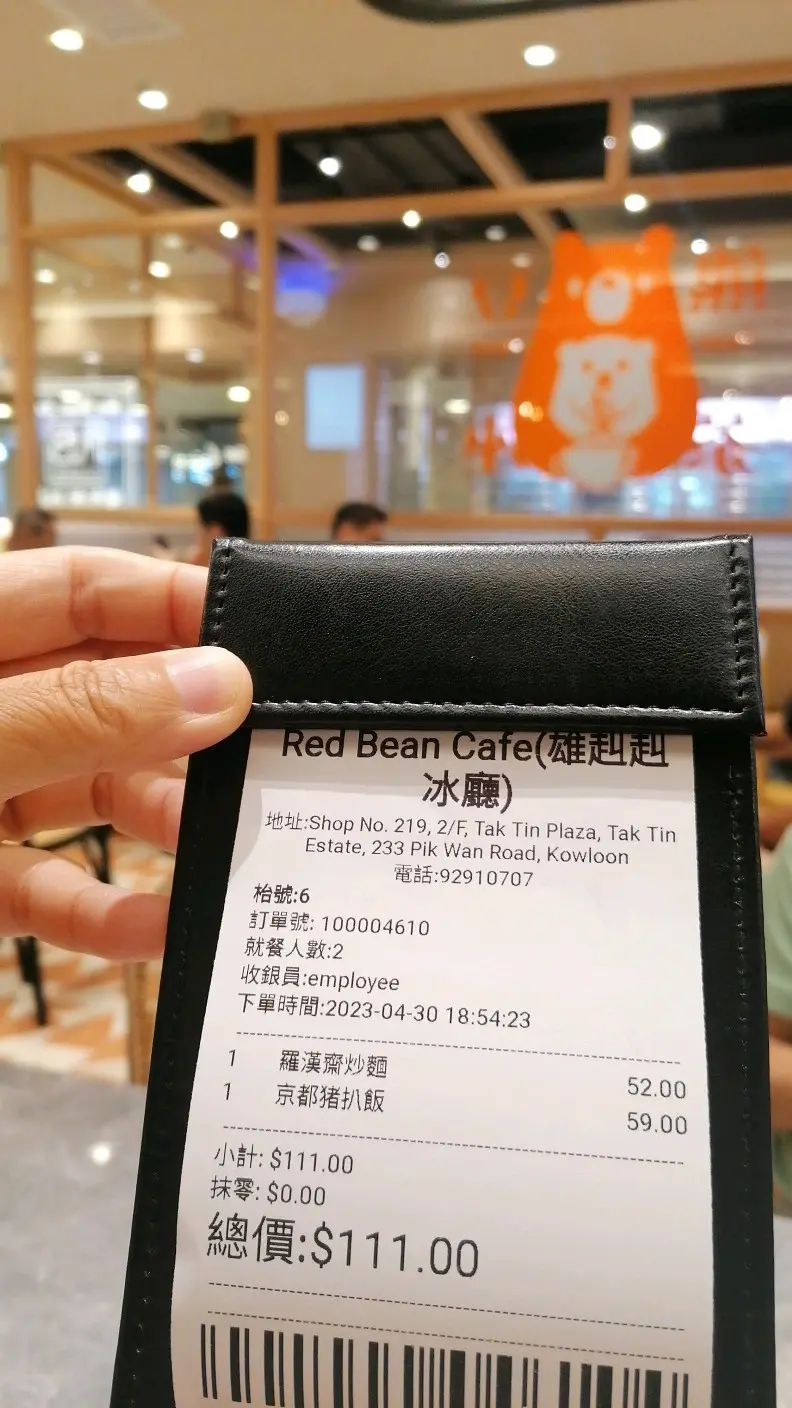 Red Bean Cafe(雄赳赳
冰廳)
地址:Shop No. 219, 2/F, Tak Tin Plaza, Tak Tin
Estate, 233 Pik Wan Road, Kowloon
電話:92910707
枱號:6
訂單號: 100004610
就餐人數:2
收銀員:employee
下單時間:2023-04-30 18:54:23
1 羅漢齋炒麵 52.00
1 京都猪扒飯 59.00
小計: $111.00
抹零: $0.00
總價:$111.00